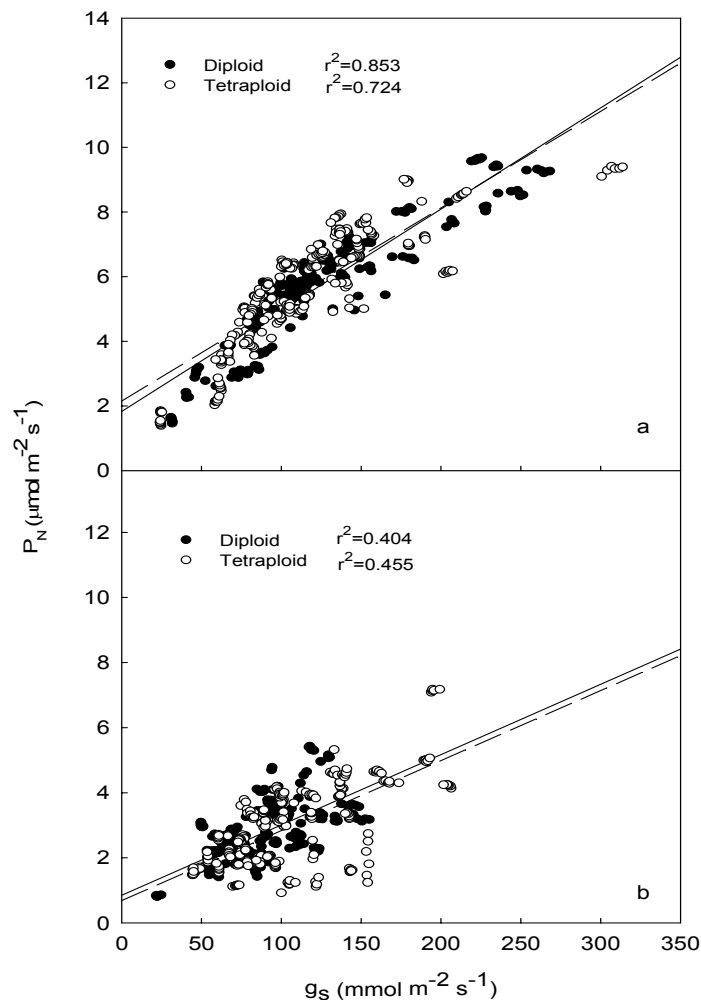 14
12
10
8
6
4
2
0
Diploid r²=0.853
Tetraploid r²=0.724
a
P_N (µmol m⁻² s⁻¹)
12
10
8
6
4
2
0
Diploid r²=0.404
Tetraploid r²=0.455
b
0 50 100 150 200 250 300 350
g_s (mmol m⁻² s⁻¹)